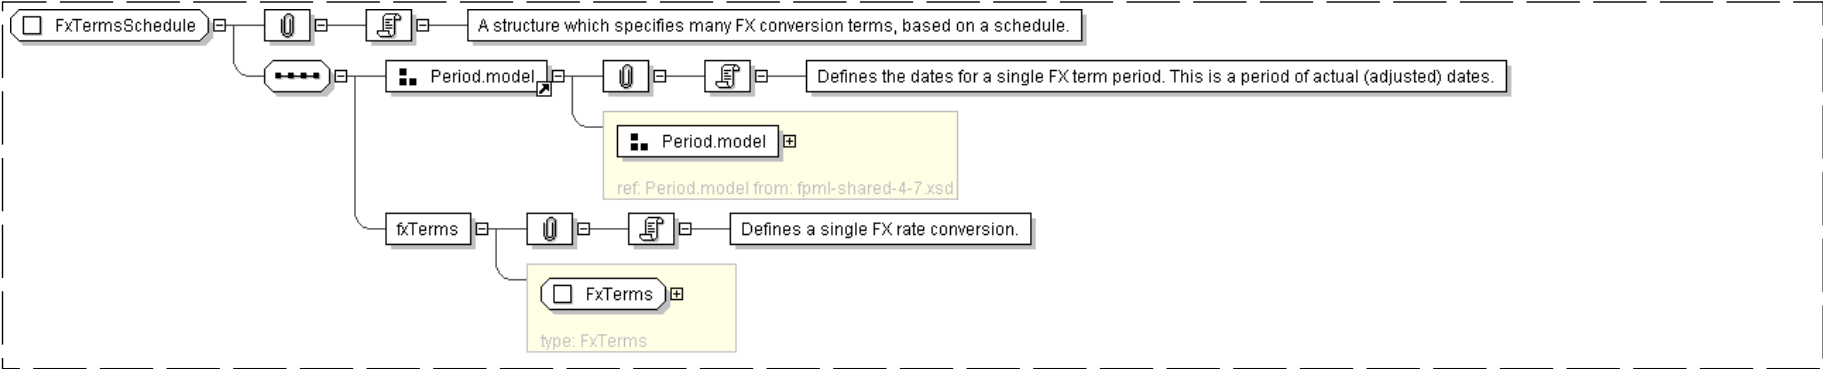 FxTermsSchedule
A structure which specifies many FX conversion terms, based on a schedule.
Period.model
Defines the dates for a single FX term period. This is a period of actual (adjusted) dates.
Period.model
ref: Period.model from: fpml-shared-4-7.xsd
fxTerms
Defines a single FX rate conversion.
FxTerms
type: FxTerms